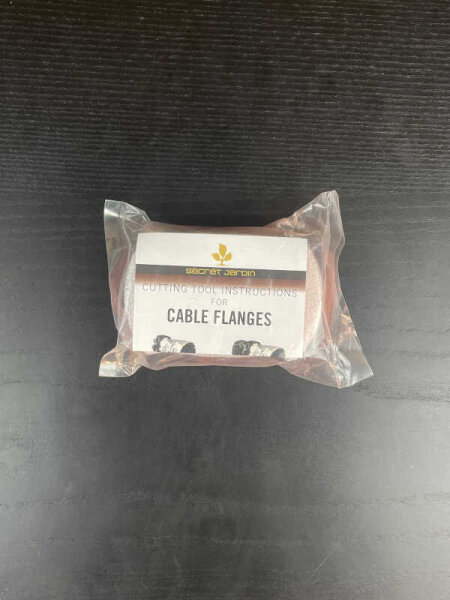 secret jardin
CUTTING TOOL INSTRUCTIONS
FOR
CABLE FLANGES